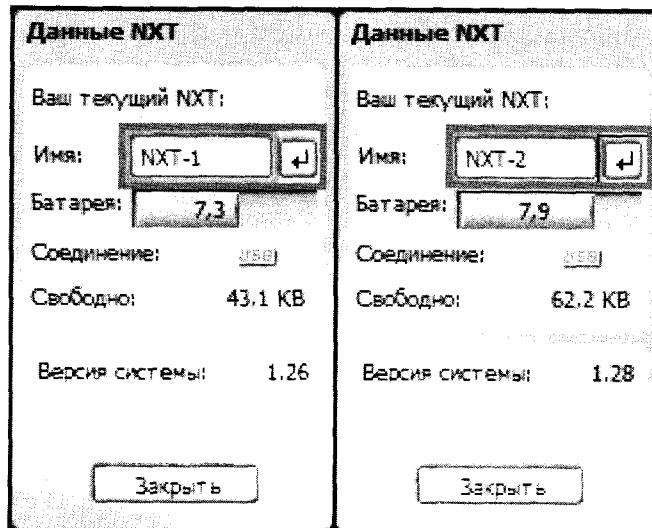 Данные NXT
Ваш текущий NXT:
Имя: NXT-1
Батарея: 7,3
Соединение: USB
Свободно: 43.1 KB
Версия системы: 1.26
Закрыть
Данные NXT
Ваш текущий NXT:
Имя: NXT-2
Батарея: 7,9
Соединение: USB
Свободно: 62.2 KB
Версия системы: 1.28
Закрыть